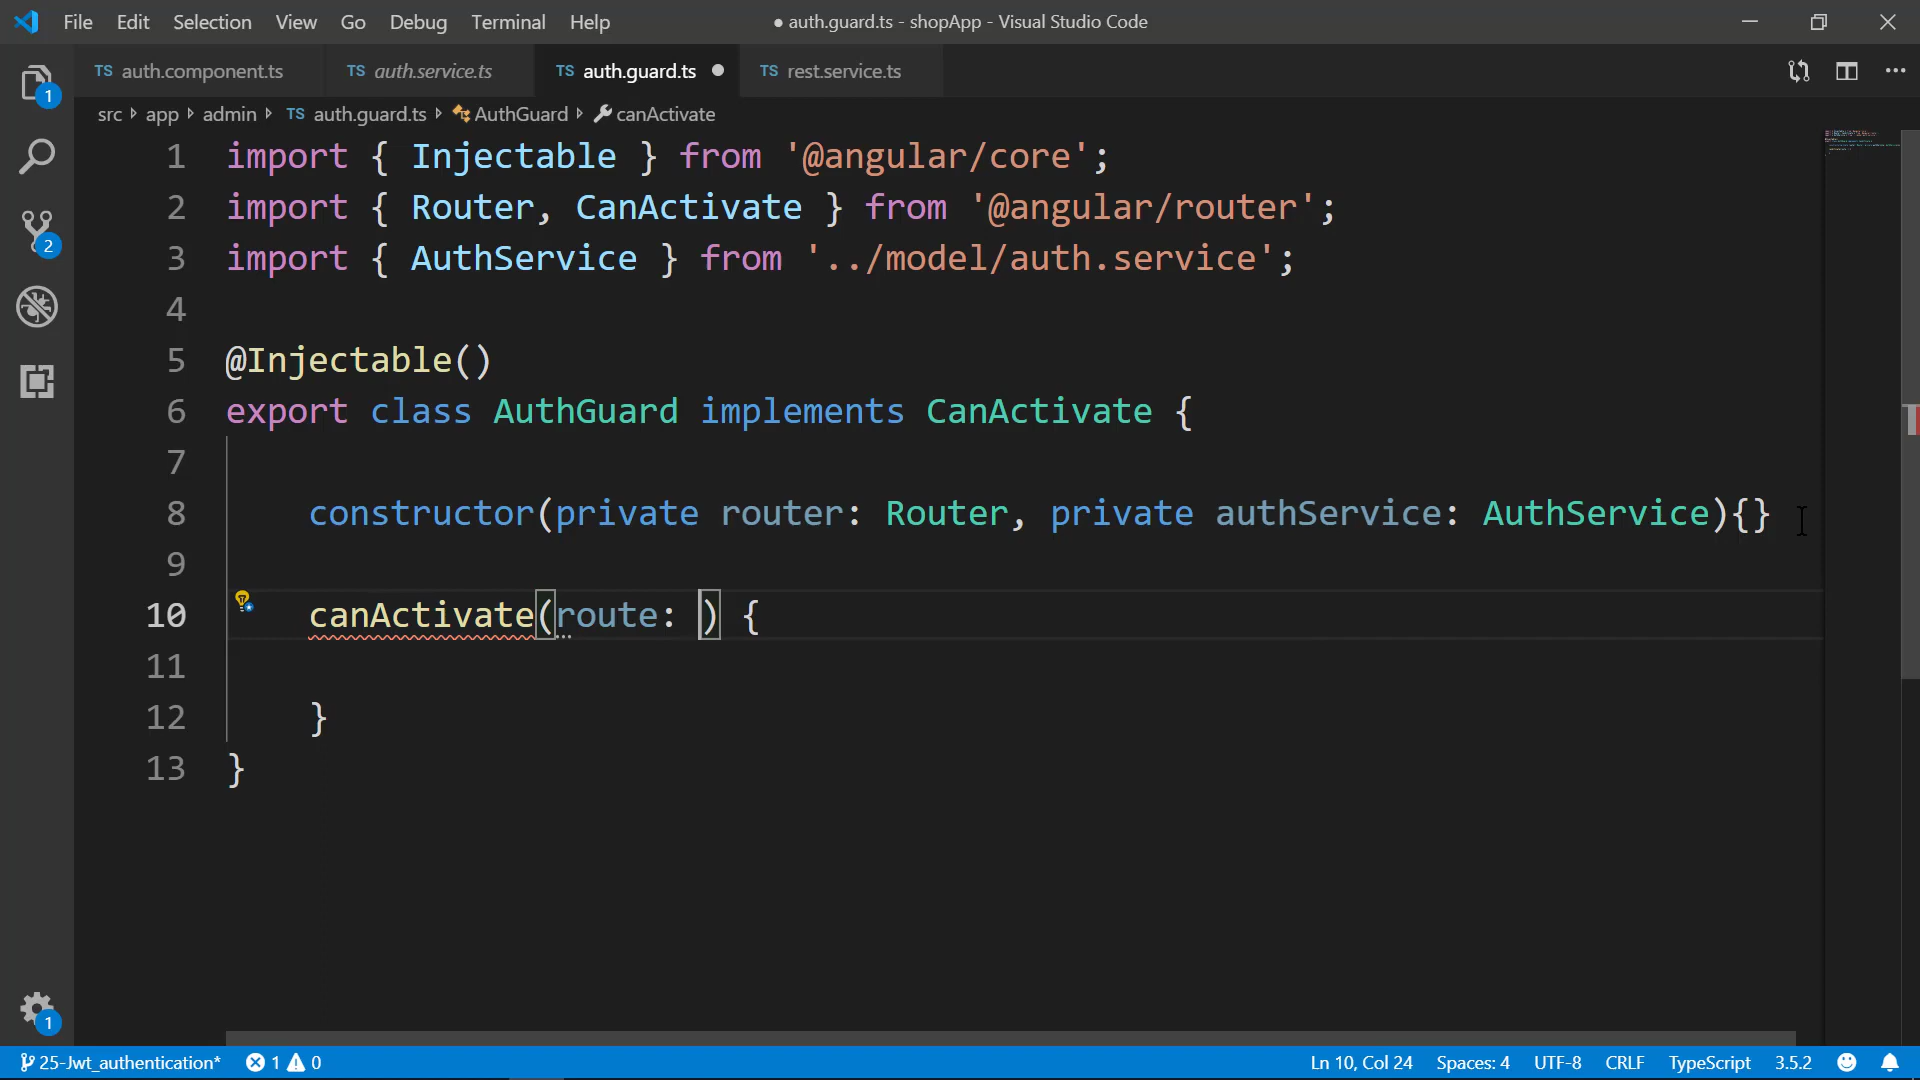 File Edit Selection View Go Debug Terminal Help ● auth.guard.ts - shopApp - Visual Studio Code
TS auth.component.ts TS auth.service.ts TS auth.guard.ts ● TS rest.service.ts
src app admin TS auth.guard.ts AuthGuard canActivate
1 import { Injectable } from '@angular/core';
2 import { Router, CanActivate } from '@angular/router';
3 import { AuthService } from '../model/auth.service';
4
5 @Injectable()
6 export class AuthGuard implements CanActivate {
7
8 constructor(private router: Router, private authService: AuthService){}
9
10 canActivate(route: ) {
11
12 }
13 }
1
2
1
25-Jwt_authentication* 1 0 Ln 10, Col 24 Spaces: 4 UTF-8 CRLF TypeScript 3.5.2